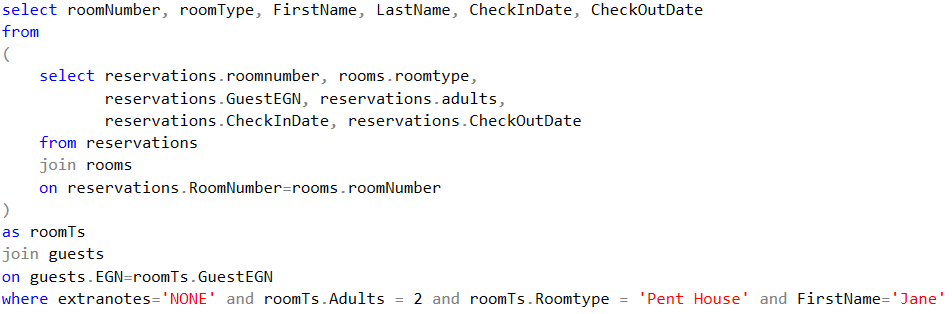 select roomNumber, roomType, FirstName, LastName, CheckInDate, CheckOutDate
from
(
    select reservations.roomnumber, rooms.roomtype,
           reservations.GuestEGN, reservations.adults,
           reservations.CheckInDate, reservations.CheckOutDate
    from reservations
    join rooms
    on reservations.RoomNumber=rooms.roomNumber
)
as roomTs
join guests
on guests.EGN=roomTs.GuestEGN
where extranotes='NONE' and roomTs.Adults = 2 and roomTs.Roomtype = 'Pent House' and FirstName='Jane'